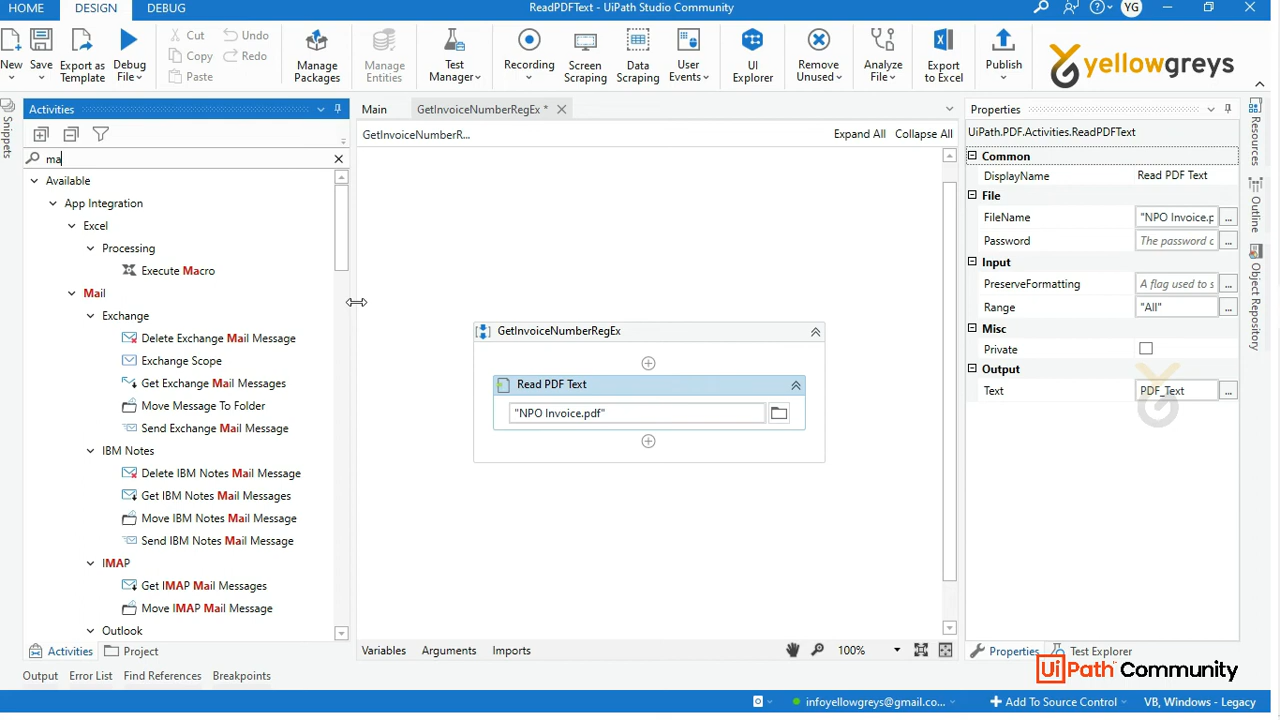 HOME DESIGN DEBUG ReadPDFText - UiPath Studio Community YG
New Save Export as Template Debug File Cut Copy Paste Undo Redo Manage Packages Manage Entities Test Manager Recording Screen Scraping Data Scraping User Events UI Explorer Remove Unused Analyze File Export to Excel Publish yellowgreys
Snippets
Activities
ma
Available
App Integration
Excel
Processing
Execute Macro
Mail
Exchange
Delete Exchange Mail Message
Exchange Scope
Get Exchange Mail Messages
Move Message To Folder
Send Exchange Mail Message
IBM Notes
Delete IBM Notes Mail Message
Get IBM Notes Mail Messages
Move IBM Notes Mail Message
Send IBM Notes Mail Message
IMAP
Get IMAP Mail Messages
Move IMAP Mail Message
Outlook
Activities Project
Main GetInvoiceNumberRegEx *
GetInvoiceNumberR... Expand All Collapse All
GetInvoiceNumberRegEx
Read PDF Text
"NPO Invoice.pdf"
Variables Arguments Imports 100%
Properties
UiPath.PDF.Activities.ReadPDFText
Common
DisplayName Read PDF Text
File
FileName "NPO Invoice.p ...
Password The password c ...
Input
PreserveFormatting A flag used to s ...
Range "All" ...
Misc
Private
Output
Text PDF_Text ...
Properties Test Explorer
Resources
Outline
Object Repository
UiPath Community
Output Error List Find References Breakpoints
infoyellowgreys@gmail.co... Add To Source Control VB, Windows - Legacy